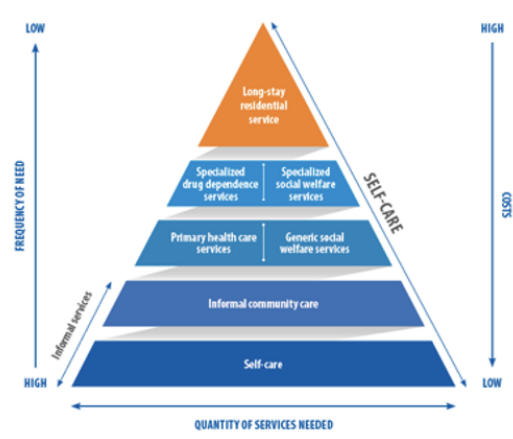 LOW
HIGH
Long-stay
residential
service
Specialized
drug dependence
services
Specialized
social welfare
services
SELF-CARE
FREQUENCY OF NEED
COSTS
Primary health care
services
Generic social
welfare services
Informal services
Informal community care
Self-care
HIGH
LOW
QUANTITY OF SERVICES NEEDED